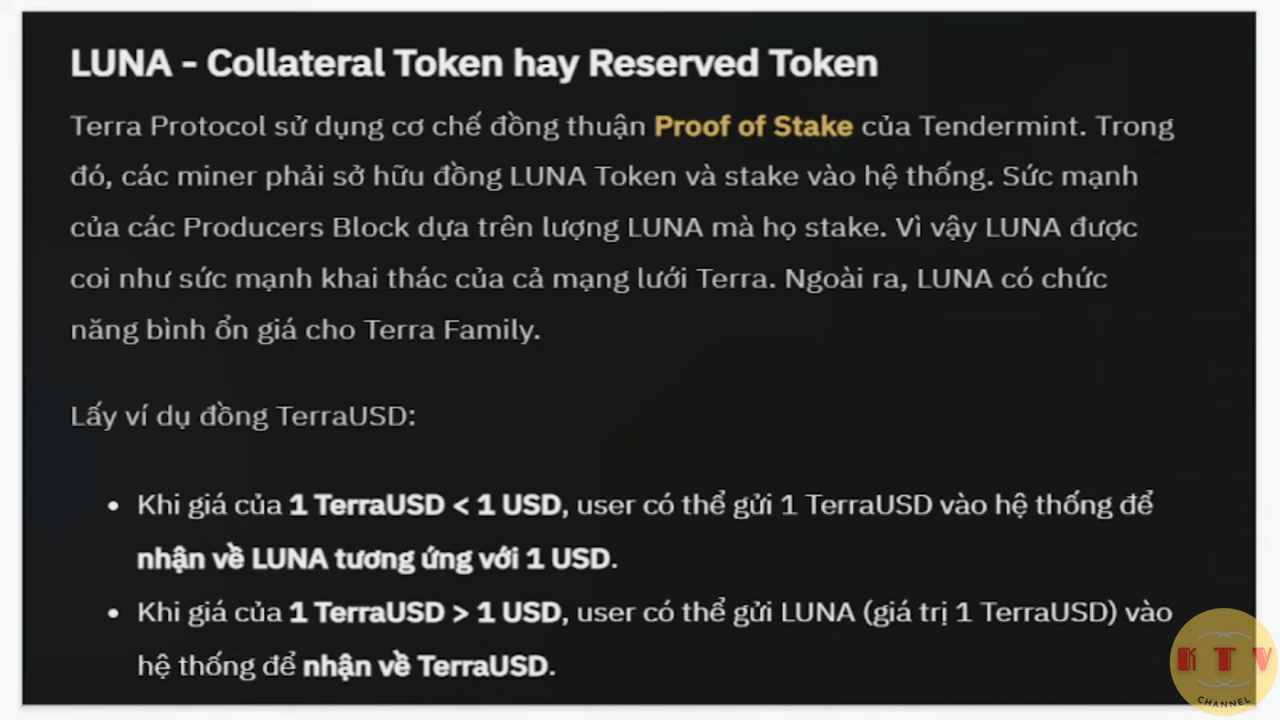 LUNA - Collateral Token hay Reserved Token
Terra Protocol sử dụng cơ chế đồng thuận Proof of Stake của Tendermint. Trong
đó, các miner phải sở hữu đồng LUNA Token và stake vào hệ thống. Sức mạnh
của các Producers Block dựa trên lượng LUNA mà họ stake. Vì vậy LUNA được
coi như sức mạnh khai thác của cả mạng lưới Terra. Ngoài ra, LUNA có chức
năng bình ổn giá cho Terra Family.
Lấy ví dụ đồng TerraUSD:
• Khi giá của 1 TerraUSD < 1 USD, user có thể gửi 1 TerraUSD vào hệ thống để
nhận về LUNA tương ứng với 1 USD.
• Khi giá của 1 TerraUSD > 1 USD, user có thể gửi LUNA (giá trị 1 TerraUSD) vào
hệ thống để nhận về TerraUSD.
KTV
CHANNEL